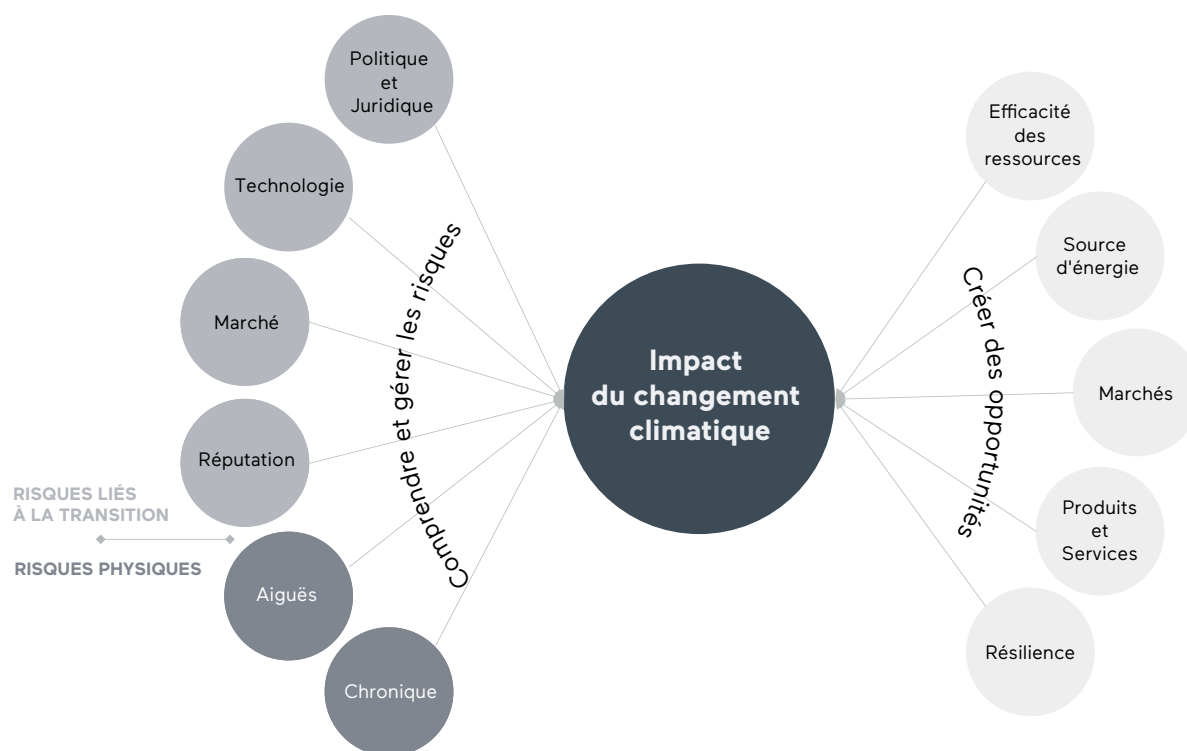 Politique
et
Juridique
Technologie
Marché
Réputation
RISQUES LIÉS
À LA TRANSITION
RISQUES PHYSIQUES
Aiguës
Chronique
Comprendre et gérer les risques
Impact
du changement
climatique
Créer des opportunités
Efficacité
des
ressources
Source
d'énergie
Marchés
Produits
et
Services
Résilience